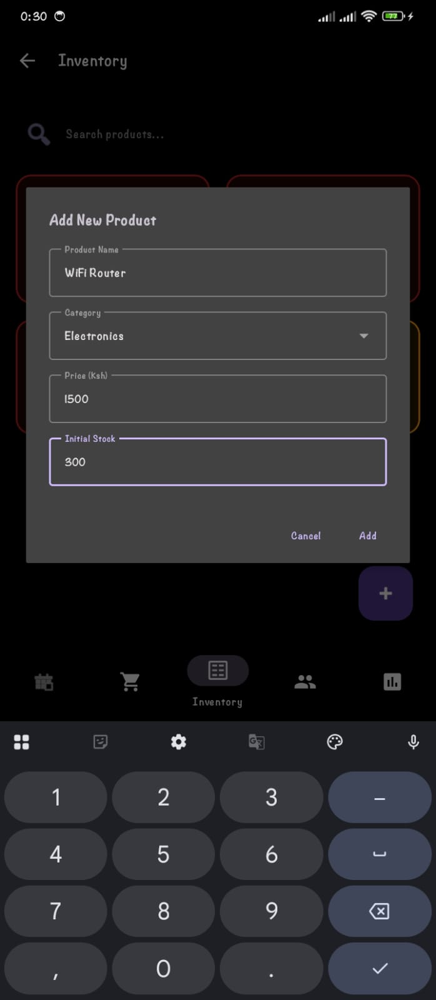 0:30
77
Inventory
Search products...
Add New Product
Product Name
WiFi Router
Category
Electronics
Price (Ksh)
1500
Initial Stock
300
Cancel Add
+
Inventory
1 2 3 –
4 5 6
7 8 9
, 0 .